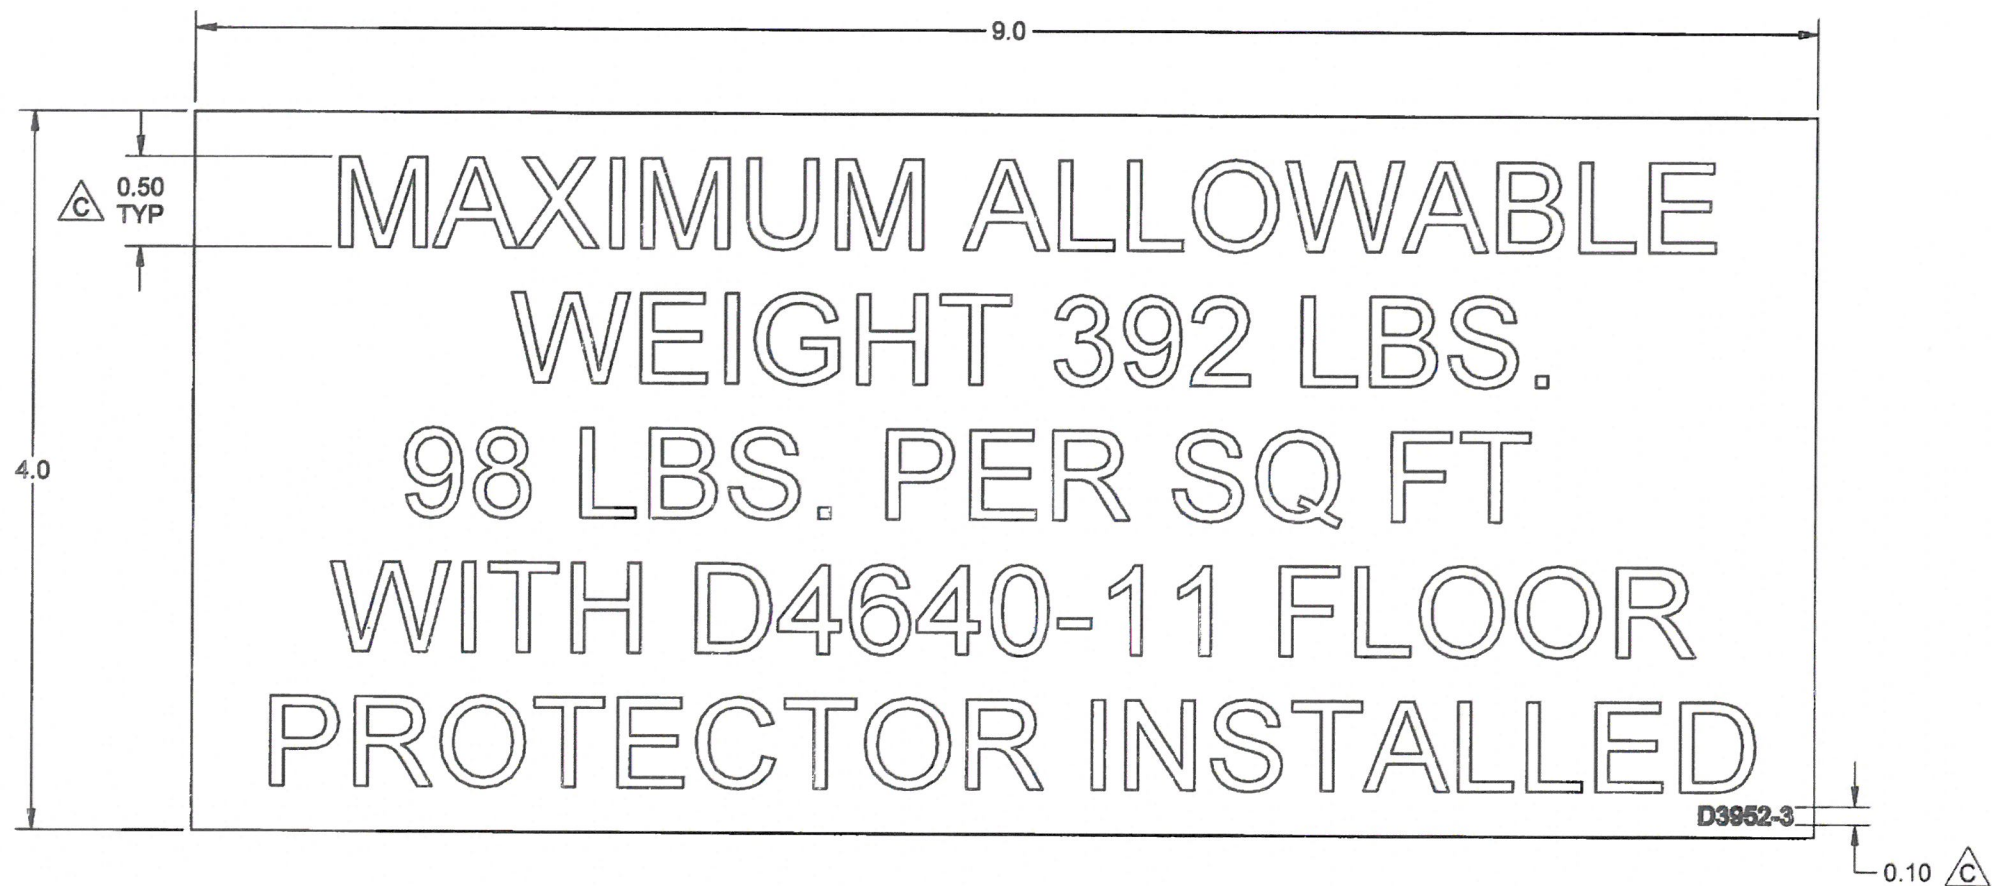 9.0
C 0.50
TYP
4.0
MAXIMUM ALLOWABLE
WEIGHT 392 LBS.
98 LBS. PER SQ FT
WITH D4640-11 FLOOR
PROTECTOR INSTALLED
D3952-3
0.10 C